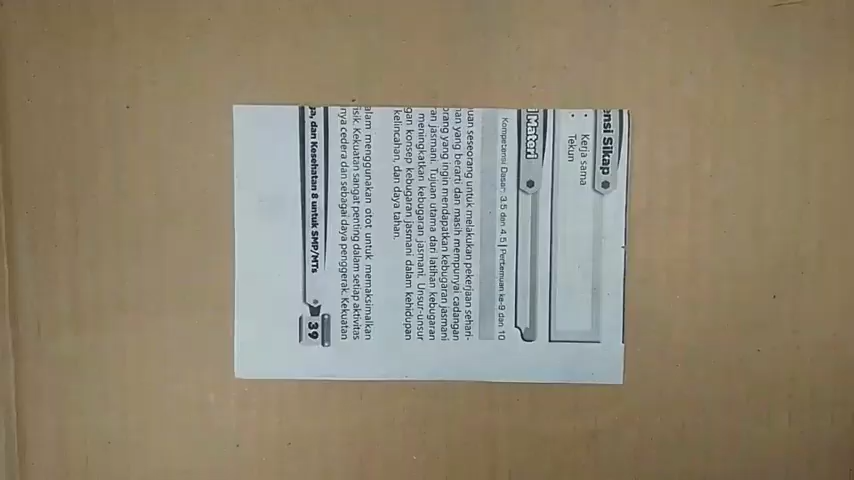 ensi Sikap
• Kerja sama
• Tekun
i Materi
Kompetensi Dasar: 3.5 dan 4.5 | Pertemuan ke-9 dan 10
uan seseorang untuk melakukan pekerjaan sehari-
nan yang berarti dan masih mempunyai cadangan
orang yang ingin mendapatkan kebugaran jasmani
an jasmani. Tujuan utama dari latihan kebugaran
meningkatkan kebugaran jasmani. Unsur-unsur
gan konsep kebugaran jasmani dalam kehidupan
kelincahan, dan daya tahan.
alam menggunakan otot untuk memaksimalkan
isik. Kekuatan sangat penting dalam setiap aktivitas
nya cedera dan sebagai daya penggerak. Kekuatan
ga, dan Kesehatan 8 untuk SMP/MTs
39